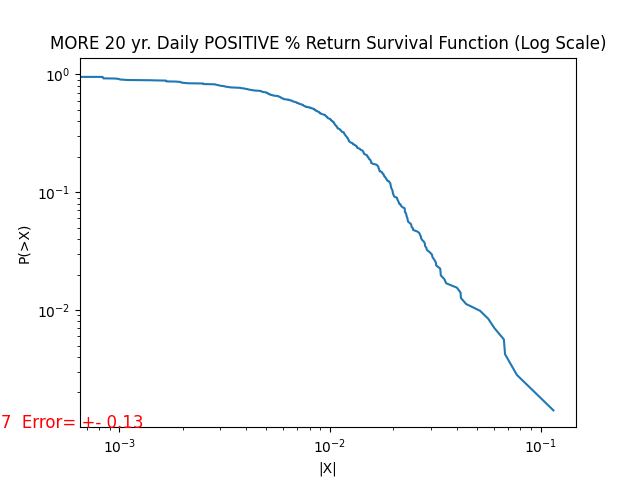 MORE 20 yr. Daily POSITIVE % Return Survival Function (Log Scale)
10⁰
10⁻¹
10⁻²
P(>X)
7 Error= +- 0.13
10⁻³
10⁻²
10⁻¹
|X|